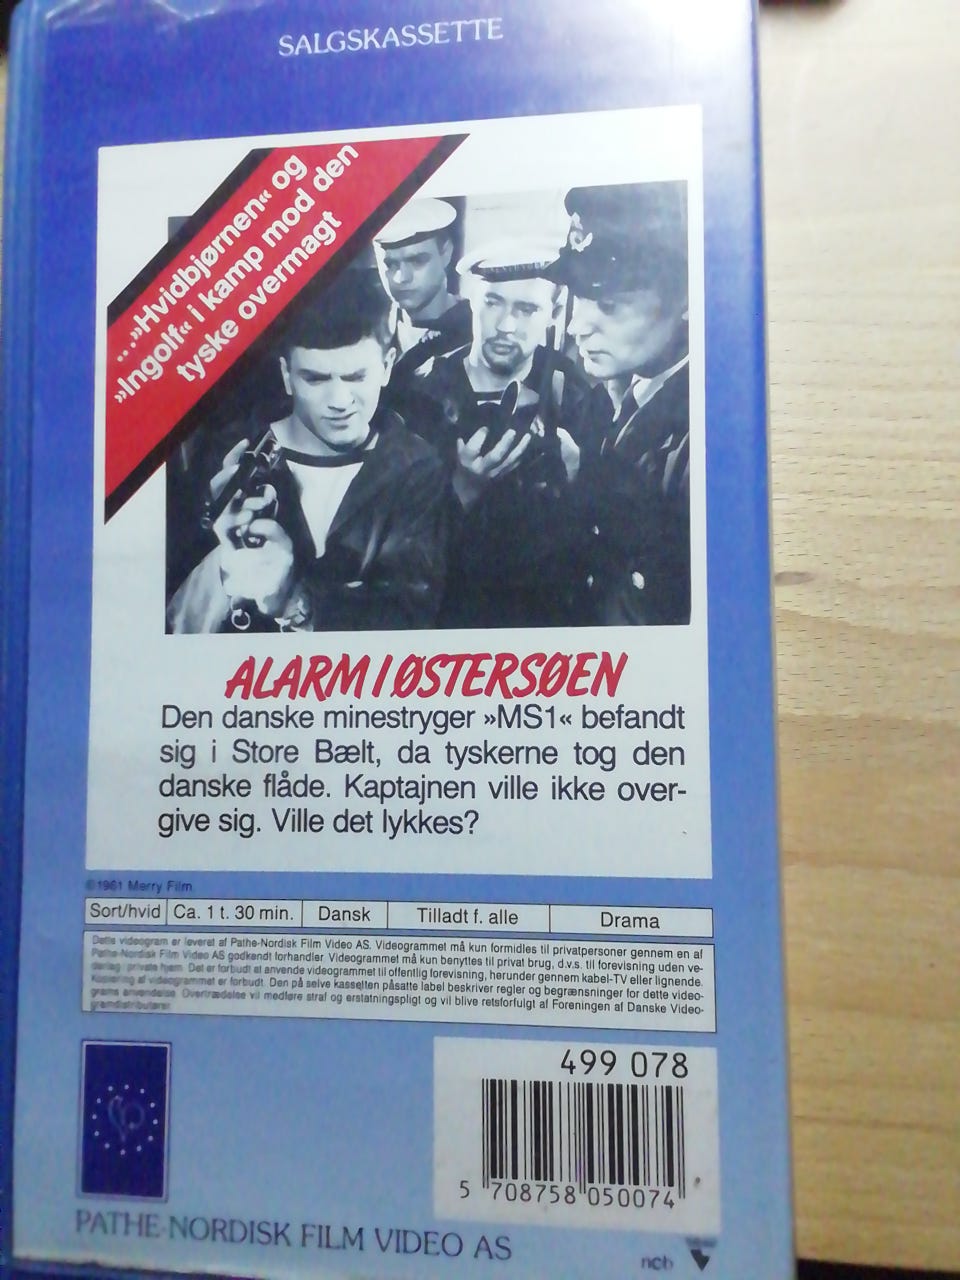 SALGSKASSETTE
...»Hvidbjørnen« og
»Ingolf« i kamp mod den
tyske overmagt
ALARM I ØSTERSØEN
Den danske minestryger »MS1« befandt
sig i Store Bælt, da tyskerne tog den
danske flåde. Kaptajnen ville ikke over-
give sig. Ville det lykkes?
©1961 Merry Film
Sort/hvid Ca. 1 t. 30 min. Dansk Tilladt f. alle Drama
Dette videogram er leveret af Pathe-Nordisk Film Video AS. Videogrammet må kun formidles til privatpersoner gennem en af
Pathe-Nordisk Film Video AS godkendt forhandler Videogrammet må kun benyttes til privat brug, d.v.s. til forevisning uden ve-
derlag i private hjem. Det er forbudt at anvende videogrammet til offentlig forevisning, herunder gennem kabel-TV eller lignende.
Kopiering af videogrammet er forbudt. Den på selve kassetten påsatte label beskriver regler og begrænsninger for dette video-
grams anvendelse. Overtrædelse vil medføre straf og erstatningspligt og vil blive retsforfulgt af Foreningen af Danske Video-
gramdistributører.
499 078
5 708758 050074
PATHE-NORDISK FILM VIDEO AS
ncb